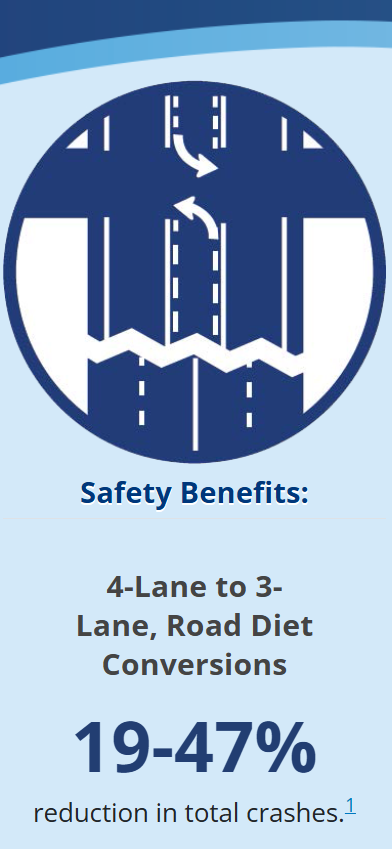 Safety Benefits:
4-Lane to 3-
Lane, Road Diet
Conversions
19-47%
reduction in total crashes.1